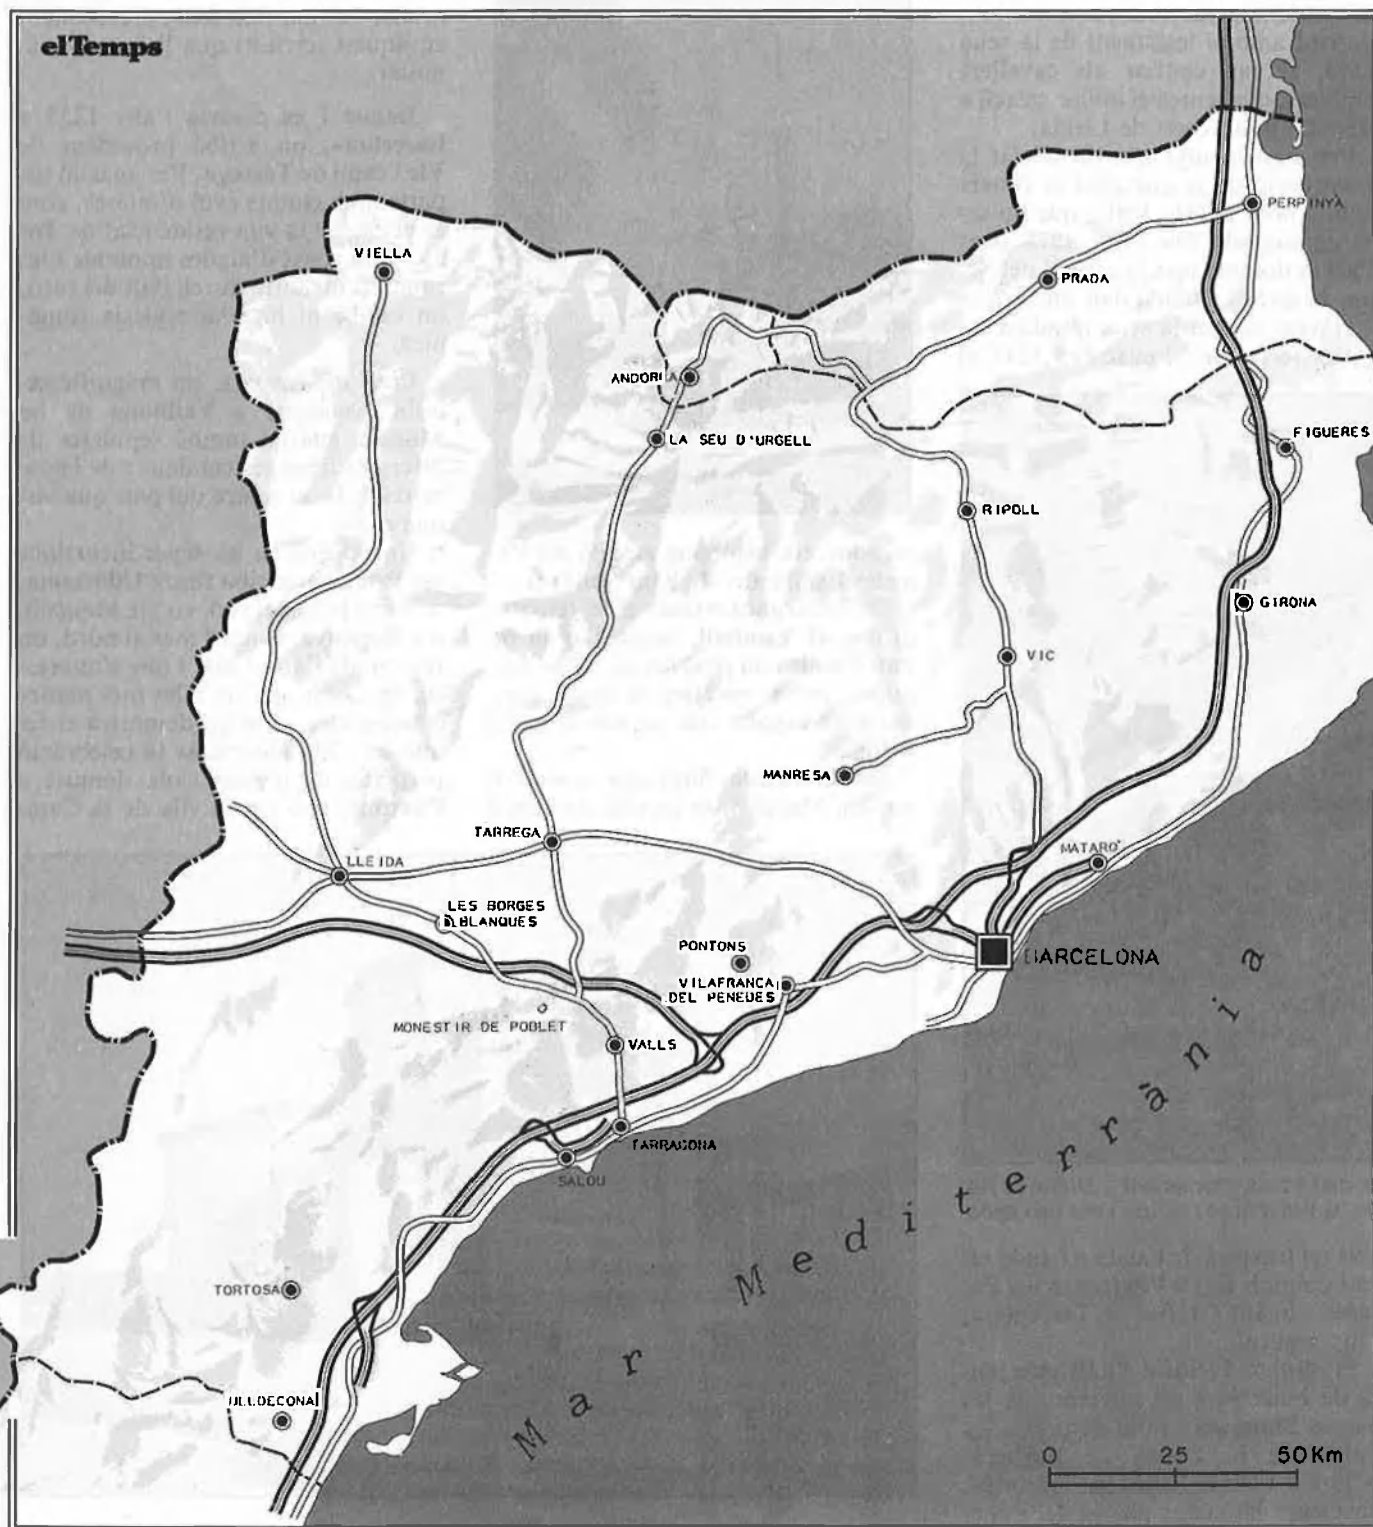 elTemps
PERPINYÀ
VIELLA
PRADA
ANDORRA
LA SEU D'URGELL
FIGUERES
RIPOLL
GIRONA
VIC
MANRESA
TARREGA
MATARO
LLEIDA
LES BORGES
BLANQUES
PONTONS
BARCELONA
VILAFRANCA
DEL PENEDES
MONESTIR DE POBLET
VALLS
TARRAGONA
SALOU
TORTOSA
ULLDECONA
Mar Mediterrània
0 25 50Km